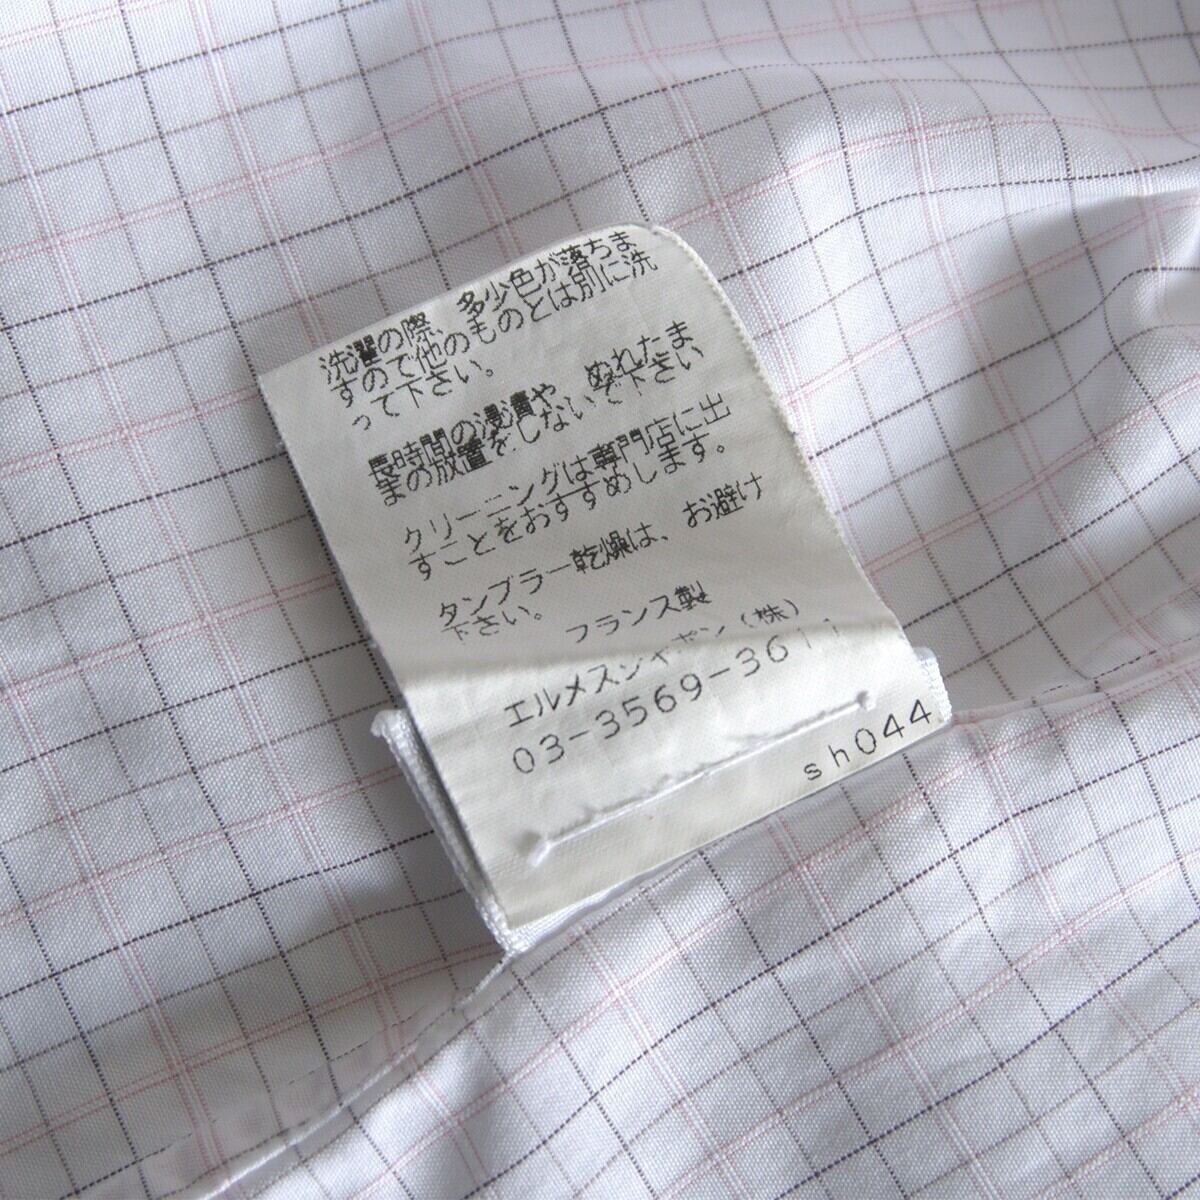 洗濯の際、多少色が落ちま
すので他のものとは別に洗
って下さい。
長時間の浸漬や ぬれたま
まの放置をしないで下さい
クリーニングは専門店に出
すことをおすすめします。
タンブラー乾燥は、お避け
下さい。
フランス製
エルメスジャポン(株)
03-3569-3611
sh044